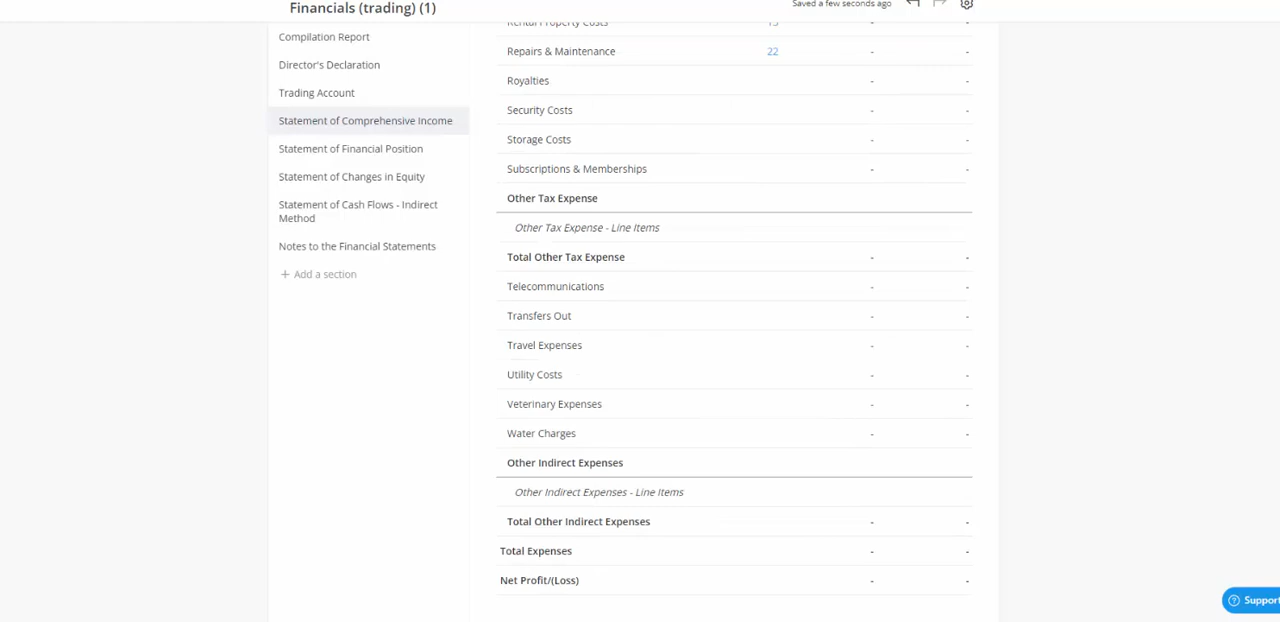 Financials (trading) (1)
Saved a few seconds ago
Compilation Report
Director's Declaration
Trading Account
Statement of Comprehensive Income
Statement of Financial Position
Statement of Changes in Equity
Statement of Cash Flows - Indirect
Method
Notes to the Financial Statements
+ Add a section
Rental Property Costs - -
Repairs & Maintenance 22 - -
Royalties - -
Security Costs - -
Storage Costs - -
Subscriptions & Memberships - -
Other Tax Expense
Other Tax Expense - Line Items
Total Other Tax Expense - -
Telecommunications - -
Transfers Out - -
Travel Expenses - -
Utility Costs - -
Veterinary Expenses - -
Water Charges - -
Other Indirect Expenses
Other Indirect Expenses - Line Items
Total Other Indirect Expenses - -
Total Expenses - -
Net Profit/(Loss) - -
? Support